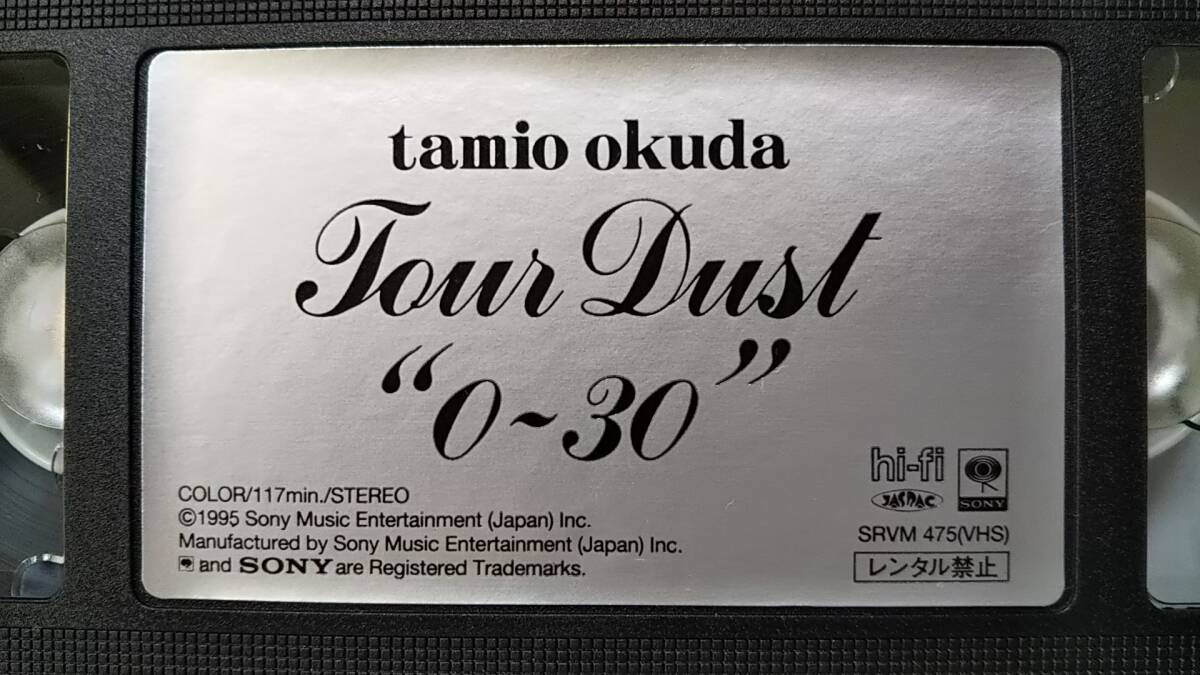 tamio okuda
Tour Dust
“0~30”
COLOR/117min./STEREO
©1995 Sony Music Entertainment (Japan) Inc.
Manufactured by Sony Music Entertainment (Japan) Inc.
and SONY are Registered Trademarks.
hi-fi
JASRAC
SONY
SRVM 475(VHS)
レンタル禁止